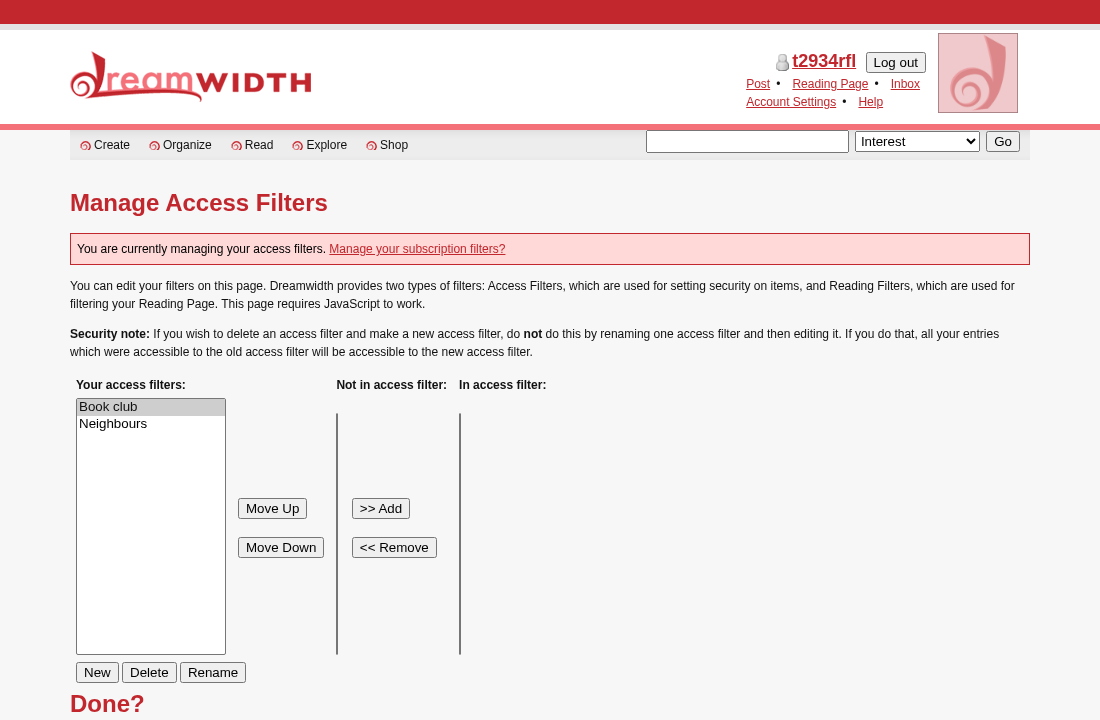 dreamwidth
t2934rfl Log out
Post • Reading Page • Inbox
Account Settings • Help
Create Organize Read Explore Shop Interest Go
Manage Access Filters
You are currently managing your access filters. Manage your subscription filters?
You can edit your filters on this page. Dreamwidth provides two types of filters: Access Filters, which are used for setting security on items, and Reading Filters, which are used for
filtering your Reading Page. This page requires JavaScript to work.
Security note: If you wish to delete an access filter and make a new access filter, do not do this by renaming one access filter and then editing it. If you do that, all your entries
which were accessible to the old access filter will be accessible to the new access filter.
Your access filters: Not in access filter: In access filter:
Book club
Neighbours
Move Up >> Add
Move Down << Remove
New Delete Rename
Done?